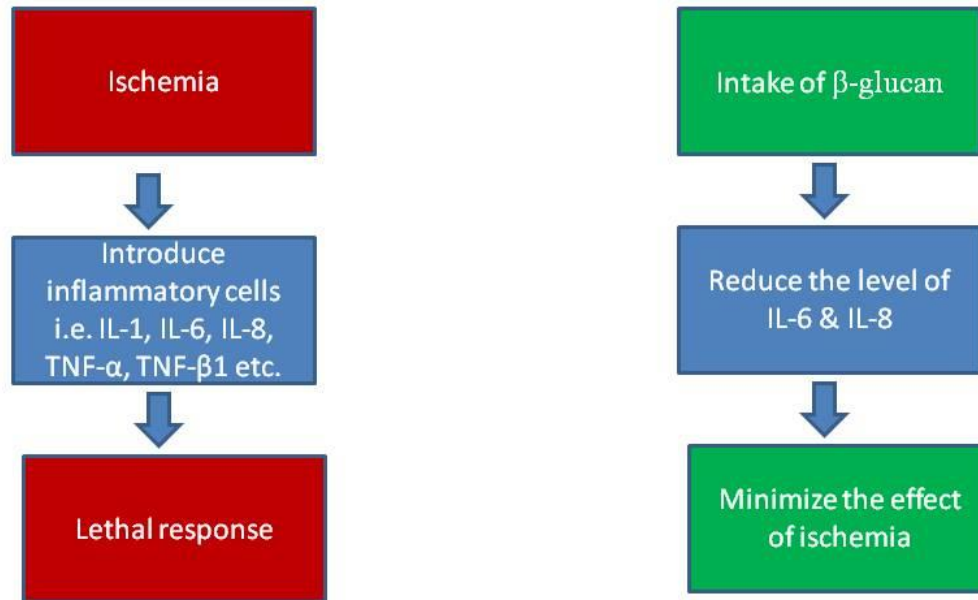 Ischemia
Introduce
inflammatory cells
i.e. IL-1, IL-6, IL-8,
TNF-α, TNF-β1 etc.
Lethal response
Intake of β-glucan
Reduce the level of
IL-6 & IL-8
Minimize the effect
of ischemia